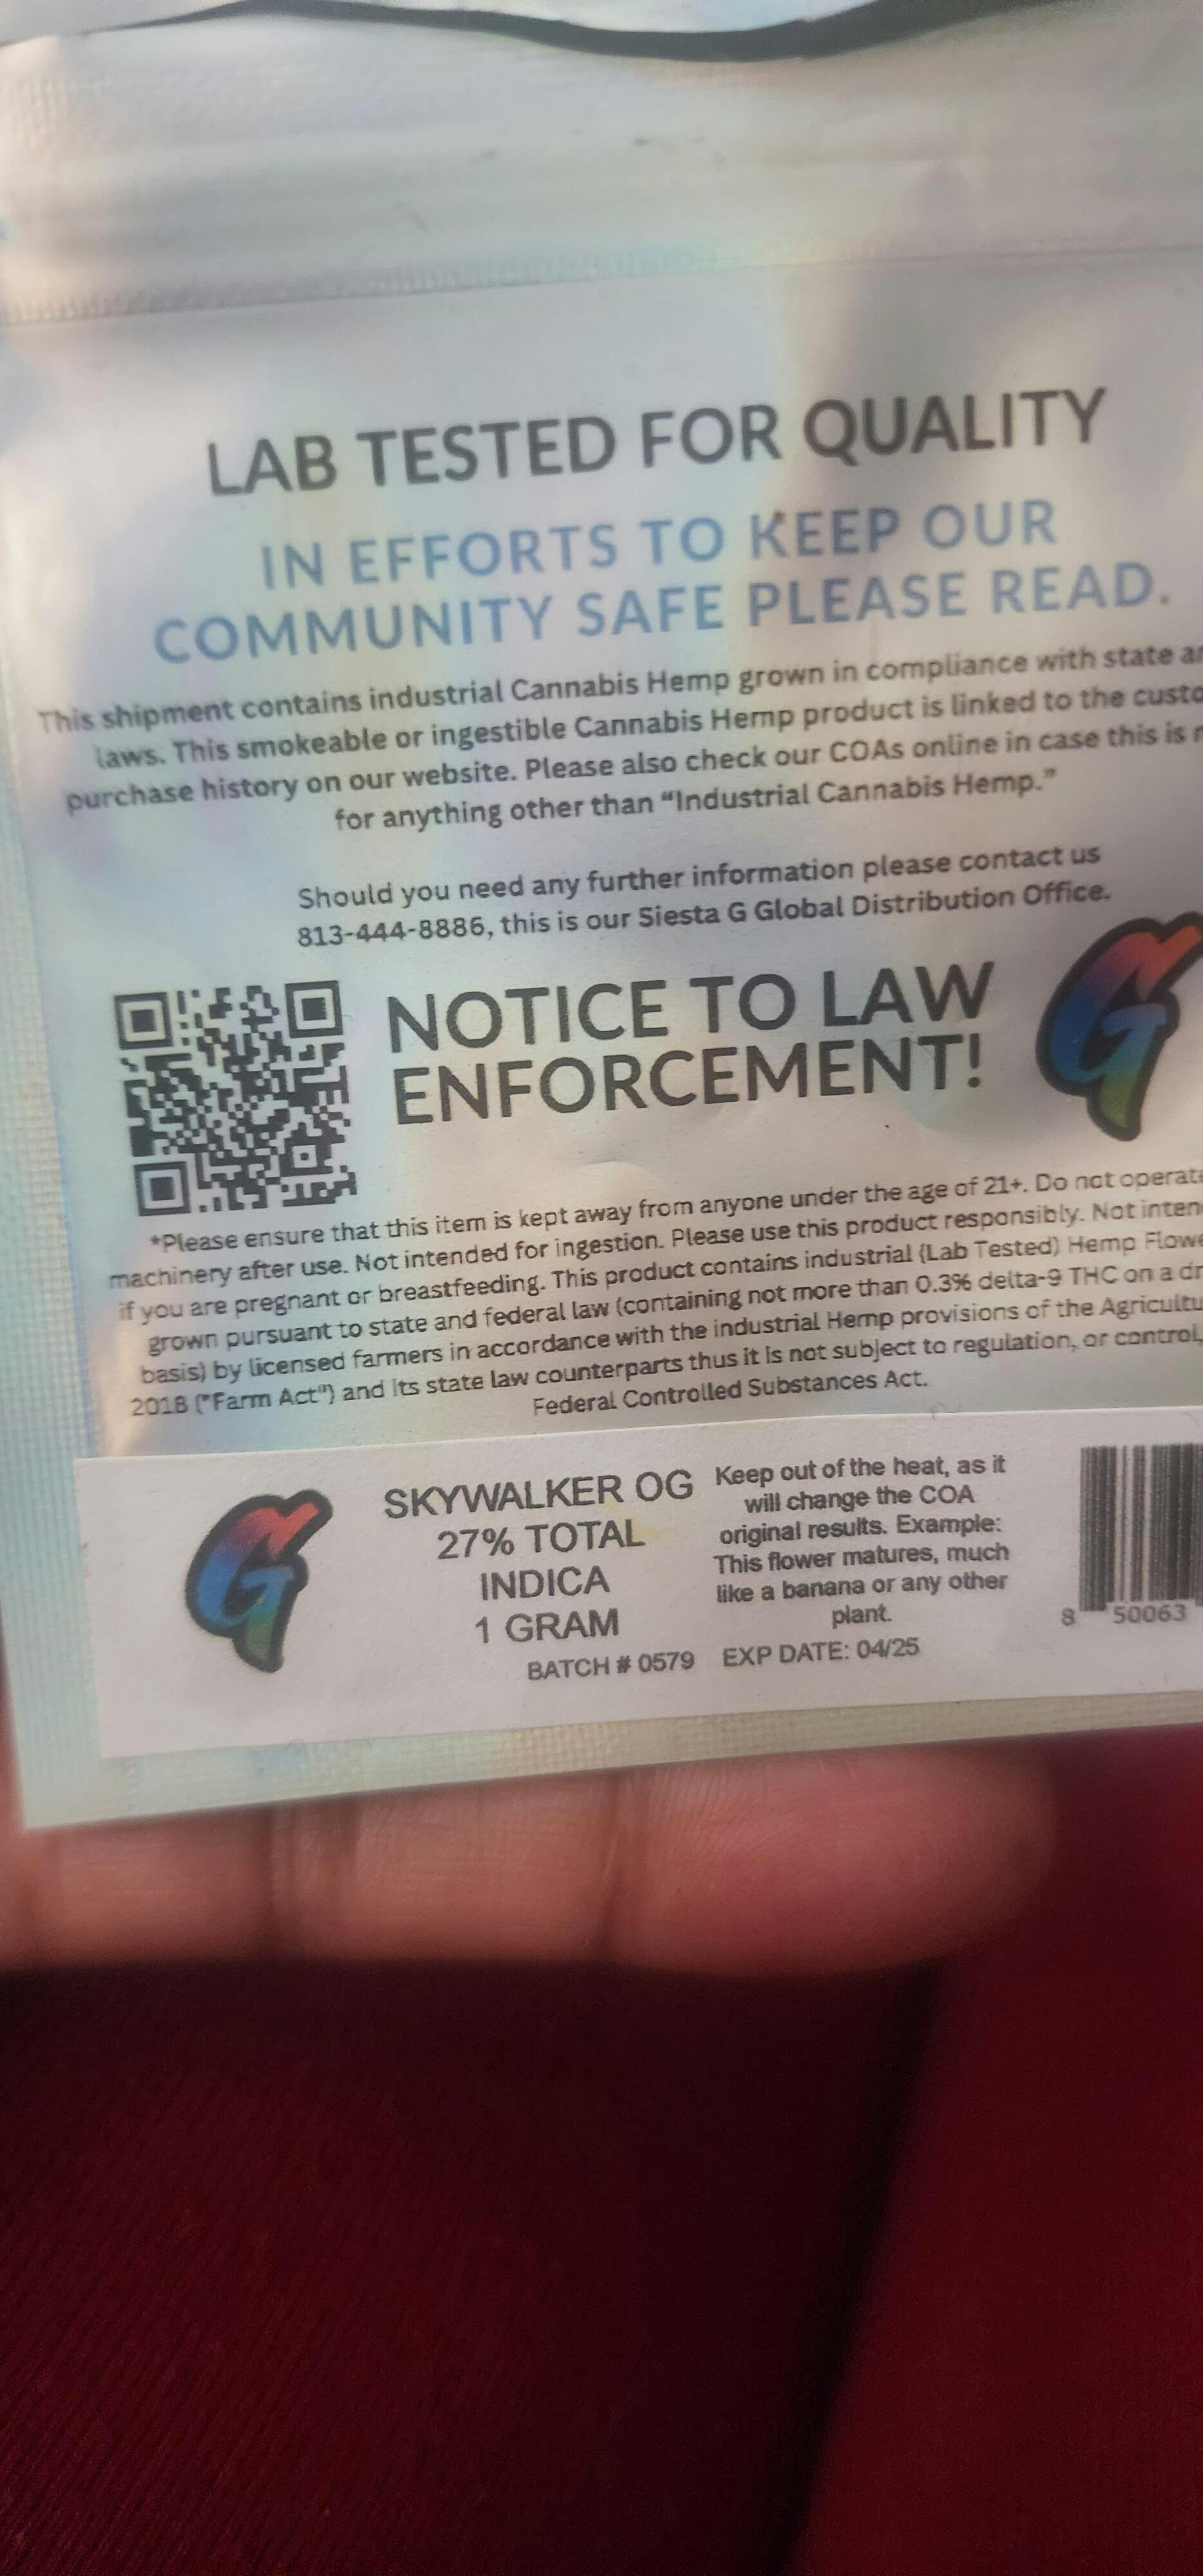 LAB TESTED FOR QUALITY
IN EFFORTS TO KEEP OUR
COMMUNITY SAFE PLEASE READ.
This shipment contains industrial Cannabis Hemp grown in compliance with state
laws. This smokeable or ingestible Cannabis Hemp product is linked to the
purchase history on our website. Please also check our COAs online in case this is
for anything other than “Industrial Cannabis Hemp.”
Should you need any further information please contact us
813-444-8886, this is our Siesta G Global Distribution Office.
NOTICE TO LAW
ENFORCEMENT!
G
*Please ensure that this item is kept away from anyone under the age of 21+. Do not operate
machinery after use. Not intended for ingestion. Please use this product responsibly. Not
if you are pregnant or breastfeeding. This product contains industrial (Lab Tested) Hemp
grown pursuant to state and federal law (containing not more than 0.3% delta-9 THC on a
basis) by licensed farmers in accordance with the industrial Hemp provisions of the
2018 ("Farm Act") and its state law counterparts thus it is not subject to regulation, or control,
Federal Controlled Substances Act.
G
SKYWALKER OG
27% TOTAL
INDICA
1 GRAM
BATCH # 0579
Keep out of the heat, as it
will change the COA
original results. Example:
This flower matures, much
like a banana or any other
plant.
EXP DATE: 04/25
8 50063